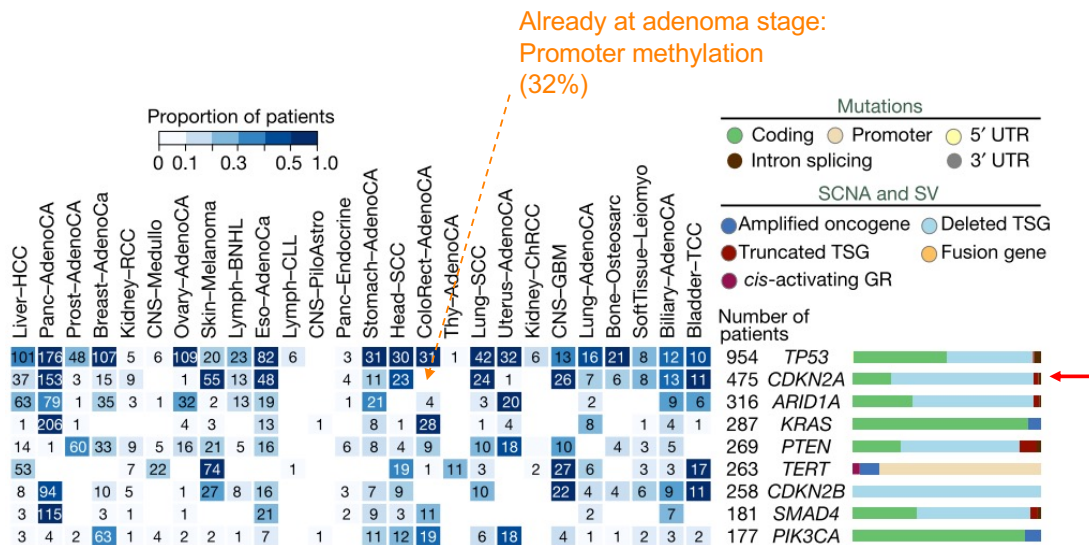 Already at adenoma stage:
Promoter methylation
(32%)
Proportion of patients
0 0.1 0.3 0.5 1.0
Mutations
Coding Promoter 5′ UTR
Intron splicing 3′ UTR
SCNA and SV
Amplified oncogene Deleted TSG
Truncated TSG Fusion gene
cis-activating GR
Liver–HCC
Panc–AdenoCA
Prost–AdenoCA
Breast–AdenoCa
Kidney–RCC
CNS–Medullo
Ovary–AdenoCA
Skin–Melanoma
Lymph–BNHL
Eso–AdenoCa
Lymph–CLL
CNS–PiloAstro
Panc–Endocrine
Stomach–AdenoCA
Head–SCC
ColoRect–AdenoCA
Thy–AdenoCA
Lung–SCC
Uterus–AdenoCA
Kidney–ChRCC
CNS–GBM
Lung–AdenoCA
Bone–Osteosarc
SoftTissue–Leiomyo
Biliary–AdenoCA
Bladder–TCC
Number of
patients
101 176 48 107 5 6 109 20 23 82 6 3 31 30 31 1 42 32 6 13 16 21 8 12 10 954 TP53
37 153 3 15 9 1 55 13 48 4 11 23 24 1 26 7 6 8 13 11 475 CDKN2A
63 79 1 35 3 1 32 2 13 19 21 4 3 20 2 9 6 316 ARID1A
1 206 1 4 3 13 1 8 28 1 4 8 1 4 1 287 KRAS
14 1 60 33 9 5 16 21 5 16 6 8 4 9 10 18 10 4 3 5 269 PTEN
53 7 22 74 1 19 1 11 3 2 27 6 3 3 17 263 TERT
8 94 10 5 1 27 8 16 3 7 9 10 22 4 4 6 9 11 258 CDKN2B
3 115 3 1 1 21 2 9 3 11 2 7 181 SMAD4
3 4 2 63 1 2 4 3 1 7 1 11 12 19 6 18 3 2 1 7 7 177 PIK3CA